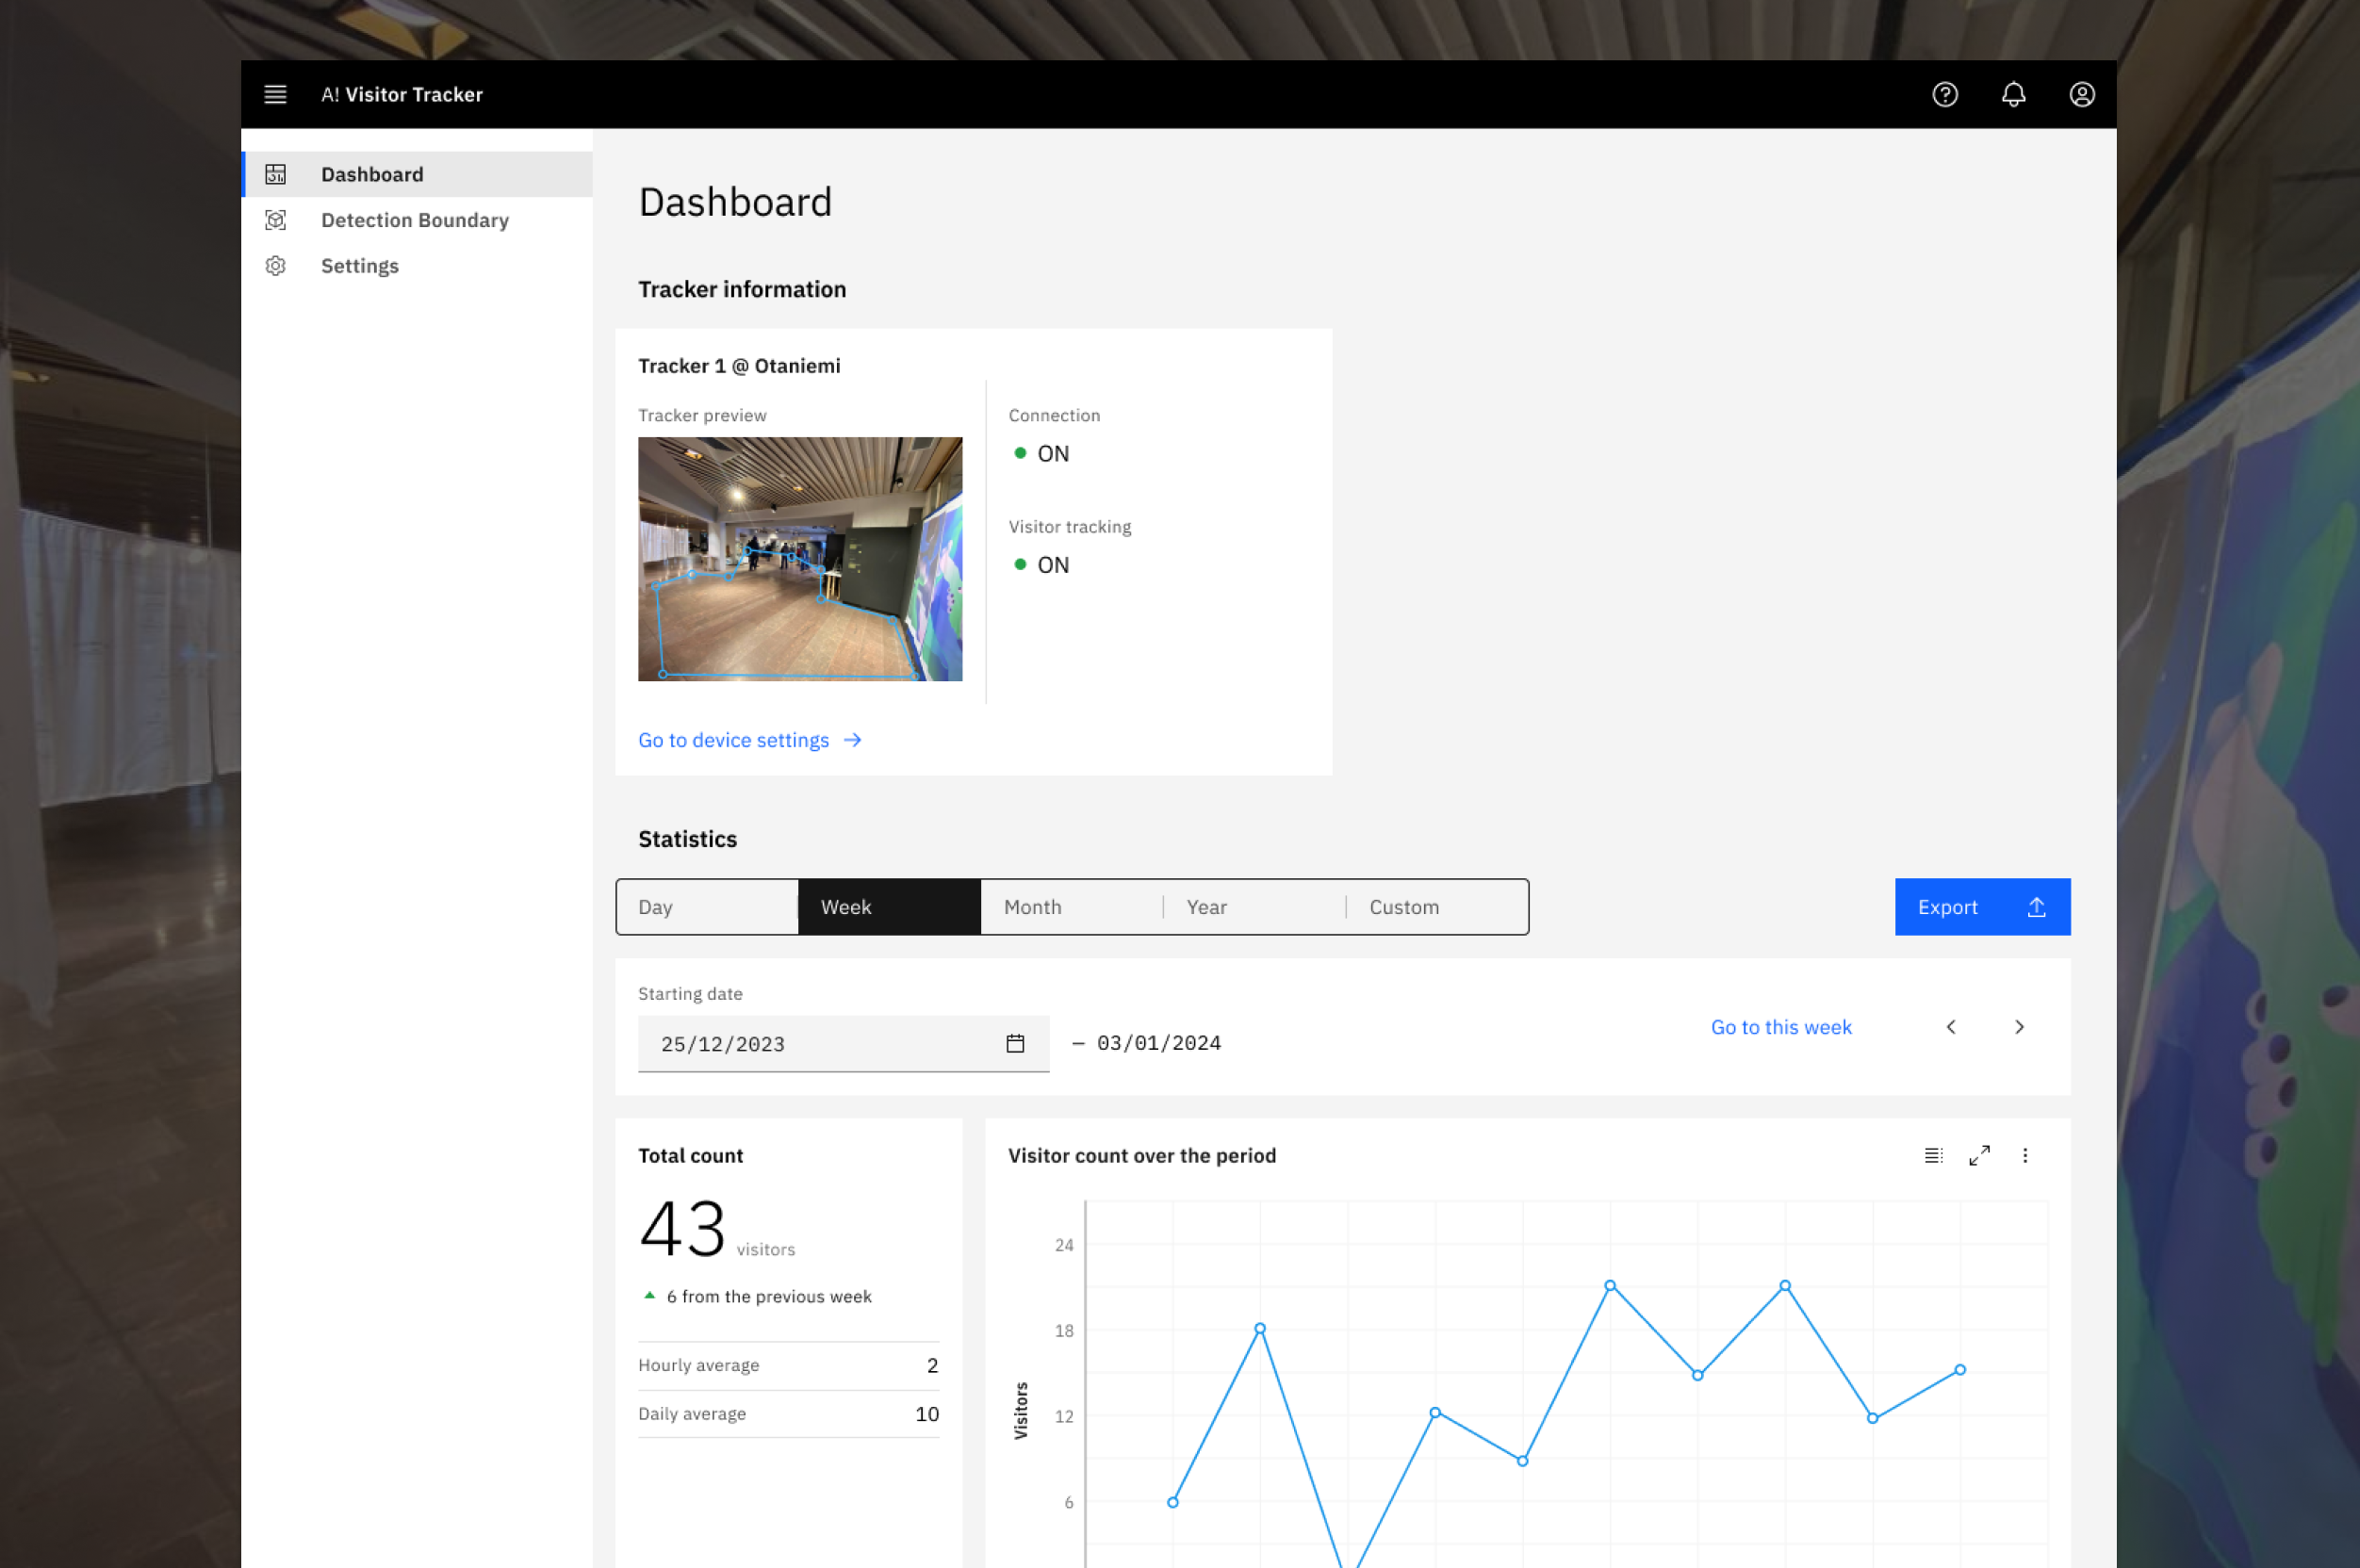 A! Visitor Tracker
Dashboard
Detection Boundary
Settings
Dashboard
Tracker information
Tracker 1 @ Otaniemi
Tracker preview
Connection
ON
Visitor tracking
ON
Go to device settings
Statistics
Day
Week
Month
Year
Custom
Export
Starting date
25/12/2023
– 03/01/2024
Go to this week
Total count
43 visitors
6 from the previous week
Hourly average 2
Daily average 10
Visitor count over the period
24
18
12
6
Visitors